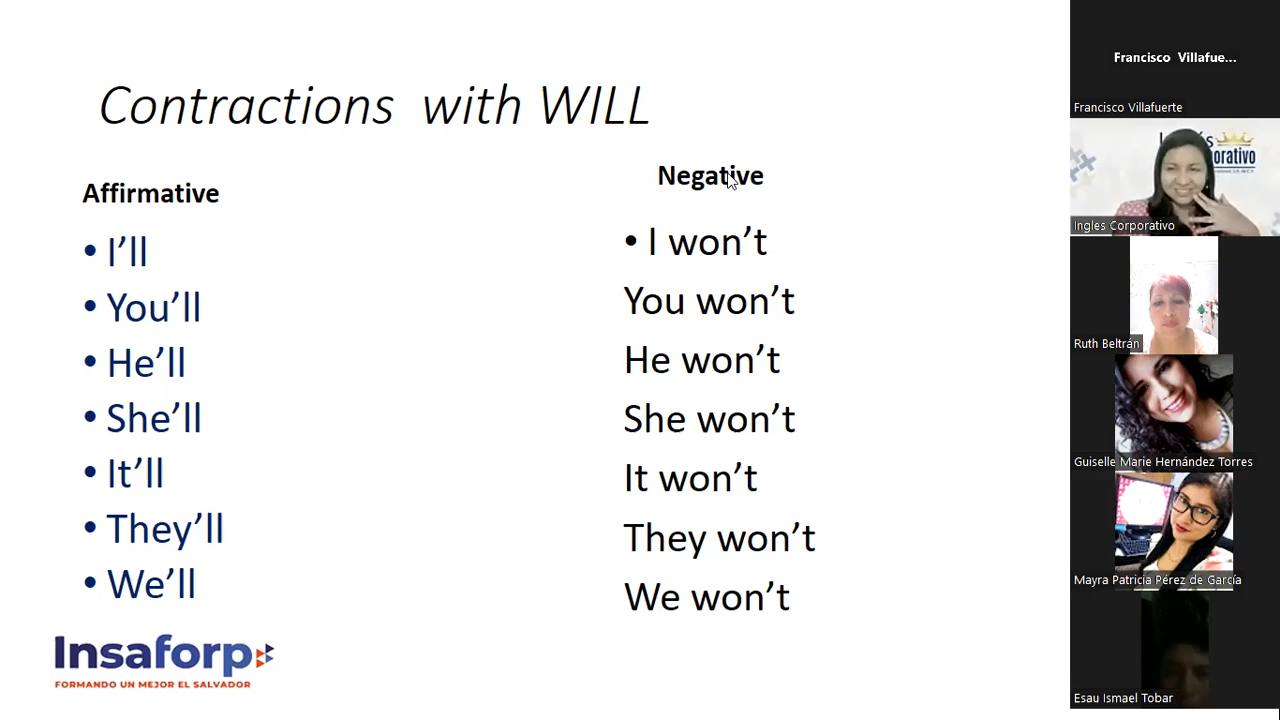 Contractions with WILL
Affirmative
• I’ll
• You’ll
• He’ll
• She’ll
• It’ll
• They’ll
• We’ll
Negative
• I won’t
You won’t
He won’t
She won’t
It won’t
They won’t
We won’t
Insaforp
FORMANDO UN MEJOR EL SALVADOR
Francisco Villafue...
Francisco Villafuerte
Ingles Corporativo
Ruth Beltrán
Guiselle Marie Hernández Torres
Mayra Patricia Pérez de García
Esau Ismael Tobar